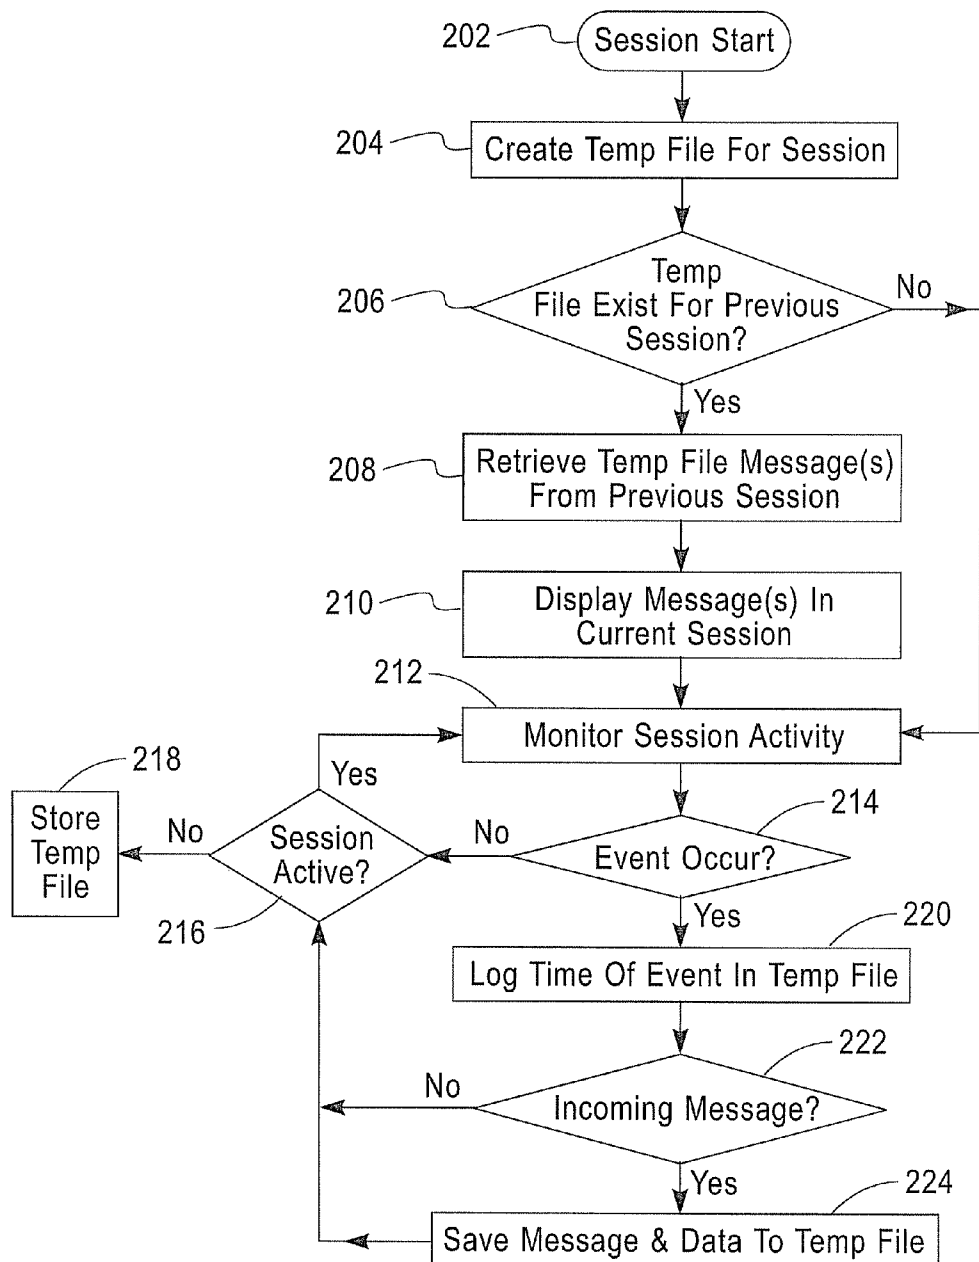 202
Session Start
204
Create Temp File For Session
206
Temp
File Exist For Previous
Session?
No
Yes
208
Retrieve Temp File Message(s)
From Previous Session
210
Display Message(s) In
Current Session
212
Monitor Session Activity
218
Store
Temp
File
No
Yes
Session
Active?
216
No
214
Event Occur?
Yes
220
Log Time Of Event In Temp File
222
No
Incoming Message?
Yes
224
Save Message & Data To Temp File